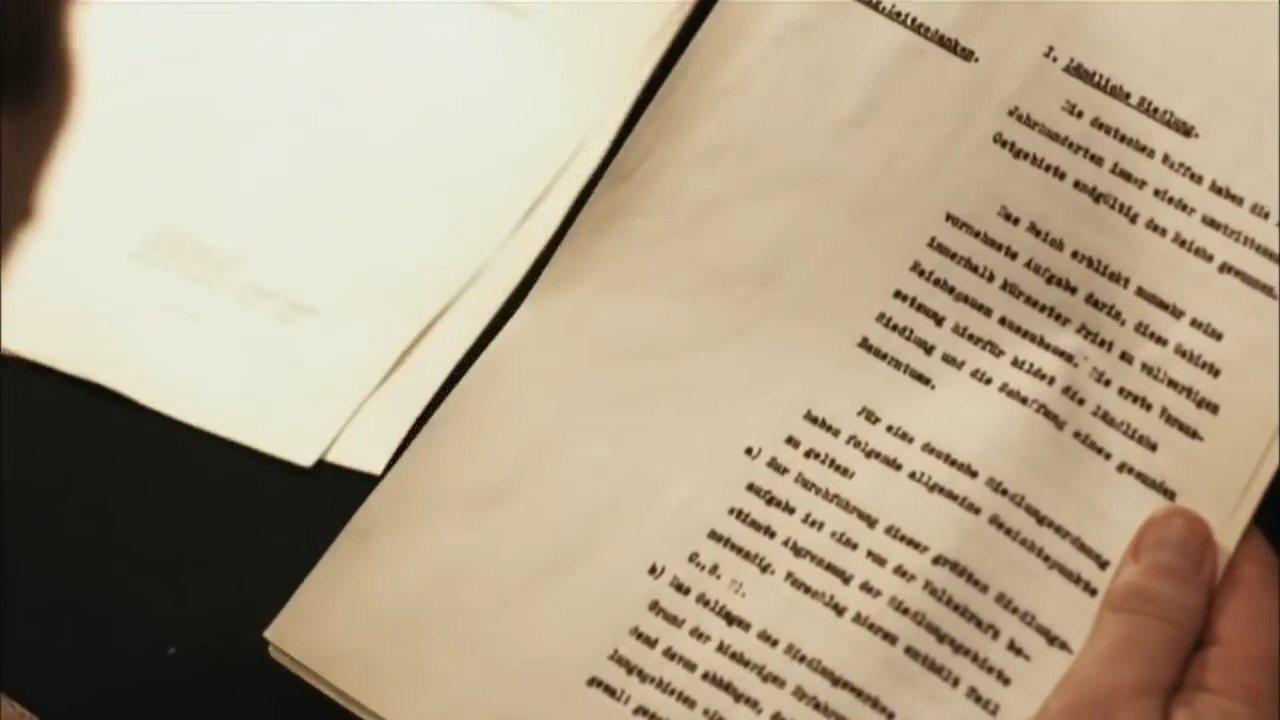 I. Ländliche Siedlung.
Die deutschen Waffen haben die
Jahrhunderten immer wieder umstrittenen
Ostgebiete endgültig dem Reiche gewonnen.
Das Reich erblickt nunmehr seine
vornehmste Aufgabe darin, diese Gebiete
innerhalb kürzester Frist zu vollwertigen
Reichsgauen auszubauen. Die erste Voraus-
setzung hierfür bildet die ländliche
Siedlung und die Schaffung eines gesunden
Bauerntums.
Für eine deutsche Siedlungsordnung
haben folgende allgemeine Gesichtspunkte
zu gelten:
a) Zur Durchführung dieser größten Siedlungs-
aufgabe ist eine von der Volkskraft be-
stimmte Abgrenzung der Siedlungsgebiete
notwendig. Vorschlag hierzu enthält Teil
b) Das Gelingen des Siedlungswerkes
Grund der bisherigen Erfahrun
davon abhängen,